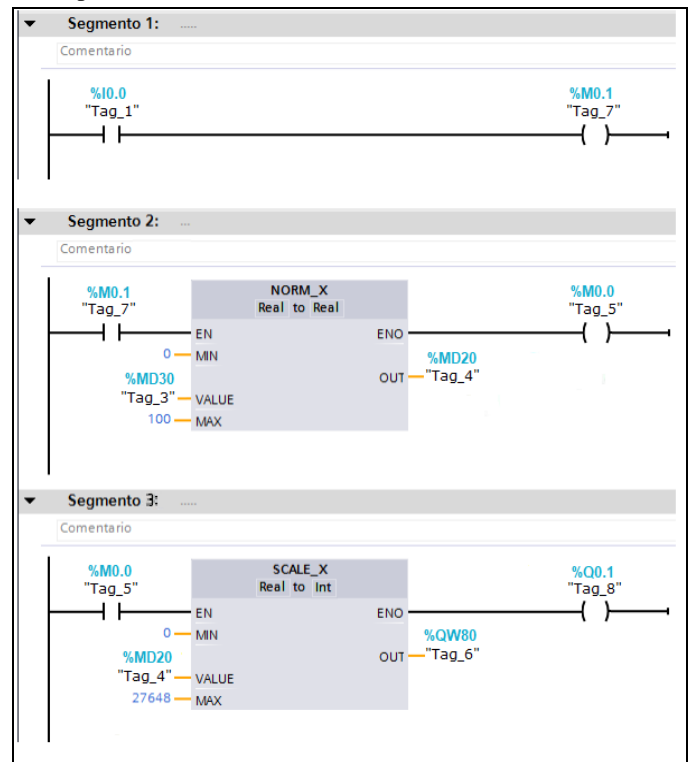 Segmento 1: .....
Comentario
%I0.0 %M0.1
"Tag_1" "Tag_7"
Segmento 2: ...
Comentario
%M0.1 NORM_X %M0.0
"Tag_7" Real to Real "Tag_5"
EN ENO
0 MIN %MD20
%MD30 OUT "Tag_4"
"Tag_3" VALUE
100 MAX
Segmento 3: .....
Comentario
%M0.0 SCALE_X %Q0.1
"Tag_5" Real to Int "Tag_8"
EN ENO
0 MIN %QW80
%MD20 OUT "Tag_6"
"Tag_4" VALUE
27648 MAX